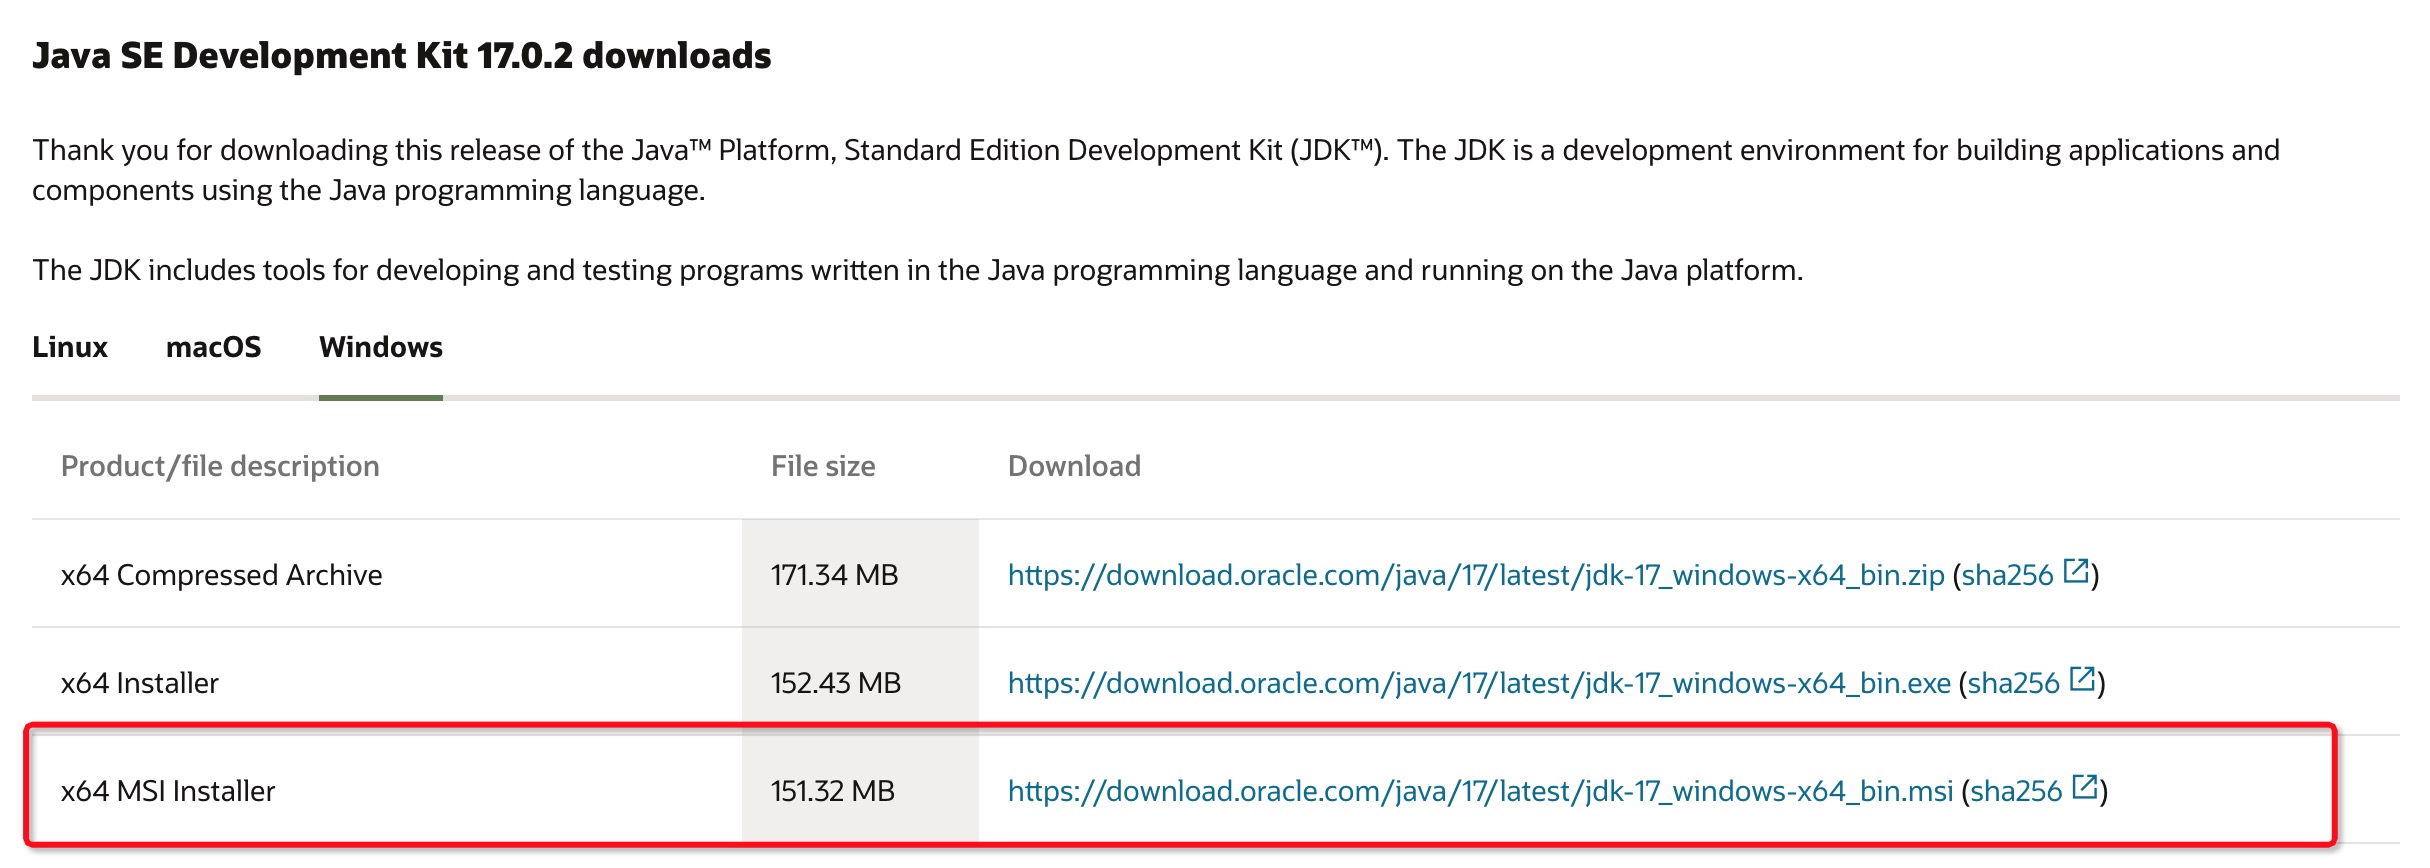 Java SE Development Kit 17.0.2 downloads
Thank you for downloading this release of the Java™ Platform, Standard Edition Development Kit (JDK™). The JDK is a development environment for building applications and
components using the Java programming language.
The JDK includes tools for developing and testing programs written in the Java programming language and running on the Java platform.
Linux macOS Windows
Product/file description File size Download
x64 Compressed Archive 171.34 MB https://download.oracle.com/java/17/latest/jdk-17_windows-x64_bin.zip (sha256)
x64 Installer 152.43 MB https://download.oracle.com/java/17/latest/jdk-17_windows-x64_bin.exe (sha256)
x64 MSI Installer 151.32 MB https://download.oracle.com/java/17/latest/jdk-17_windows-x64_bin.msi (sha256)